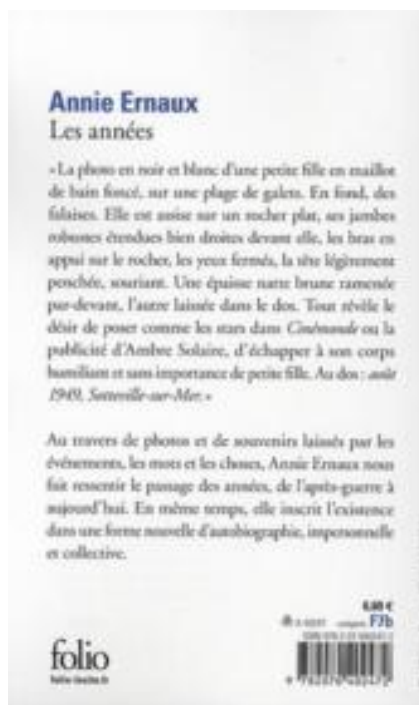 Annie Ernaux
Les années
«La photo en noir et blanc d'une petite fille en maillot
de bain foncé, sur une plage de galets. En fond, des
falaises. Elle est assise sur un rocher plat, ses jambes
robustes étendues bien droites devant elle, les bras en
appui sur le rocher, les yeux fermés, la tête légèrement
penchée, souriant. Une épaisse natte brune ramenée
par-devant, l'autre laissée dans le dos. Tout révèle le
désir de poser comme les stars dans Cinémonde ou la
publicité d'Ambre Solaire, d'échapper à son corps
humiliant et sans importance de petite fille. Au dos : août
1949, Sotteville-sur-Mer.»
Au travers de photos et de souvenirs laissés par les
événements, les mots et les choses, Annie Ernaux nous
fait ressentir le passage des années, de l'après-guerre à
aujourd'hui. En même temps, elle inscrit l'existence
dans une forme nouvelle d'autobiographie, impersonnelle
et collective.
catégorie F7b
folio
folio-lesite.fr